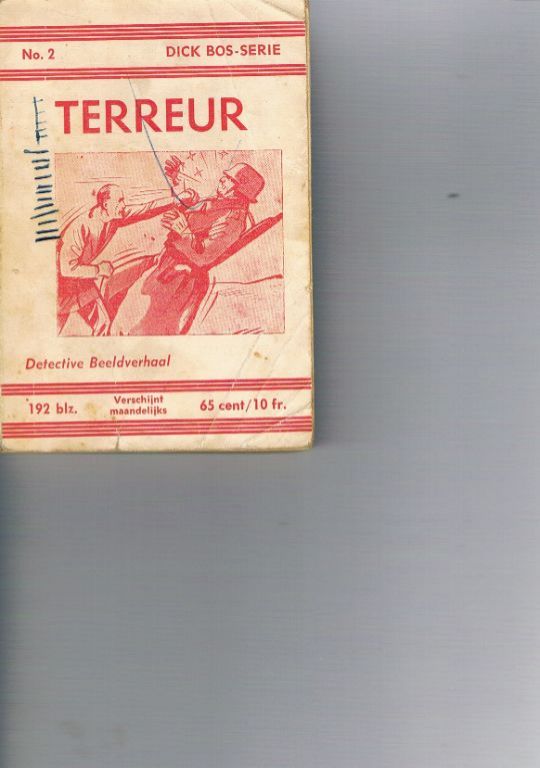 No. 2 DICK BOS-SERIE
TERREUR
Detective Beeldverhaal
192 blz. Verschijnt maandelijks 65 cent/10 fr.